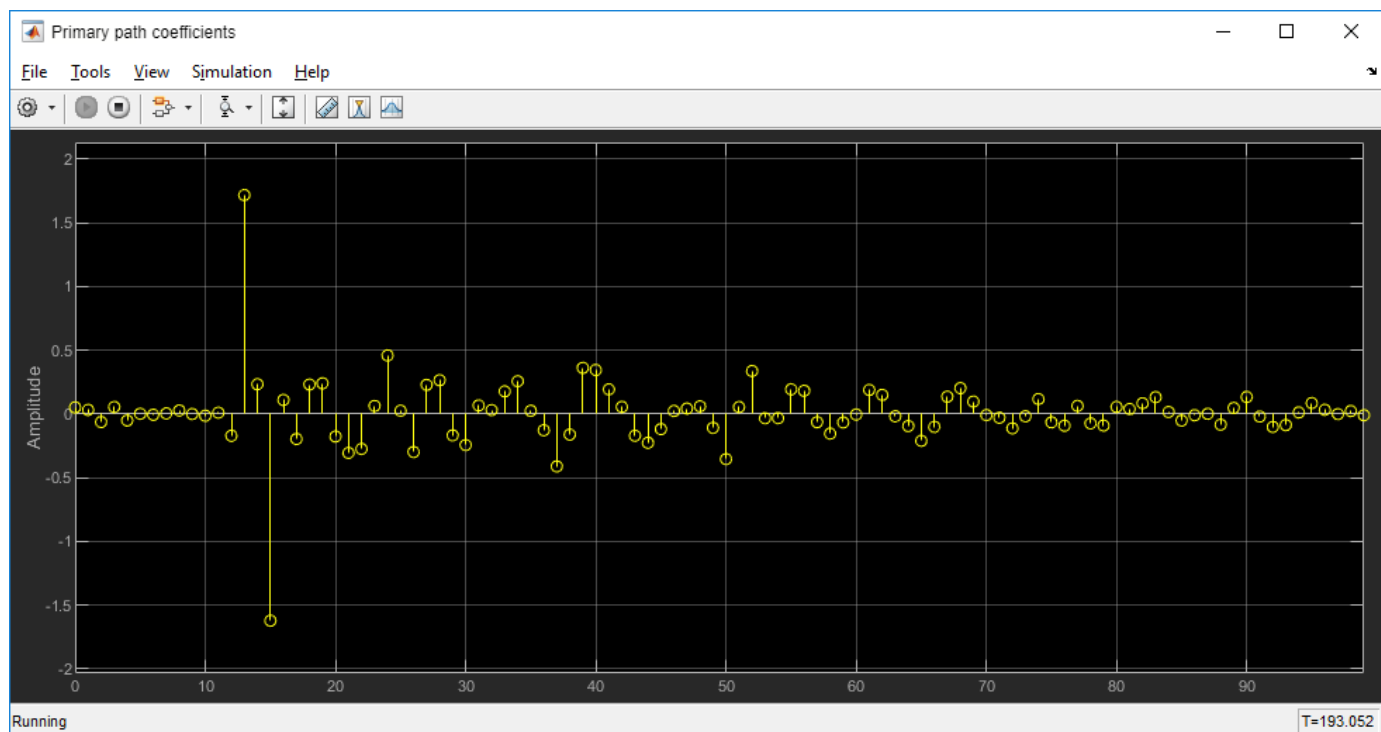 Primary path coefficients
File Tools View Simulation Help
2
1.5
1
0.5
0
-0.5
-1
-1.5
-2
Amplitude
0 10 20 30 40 50 60 70 80 90
Running T=193.052